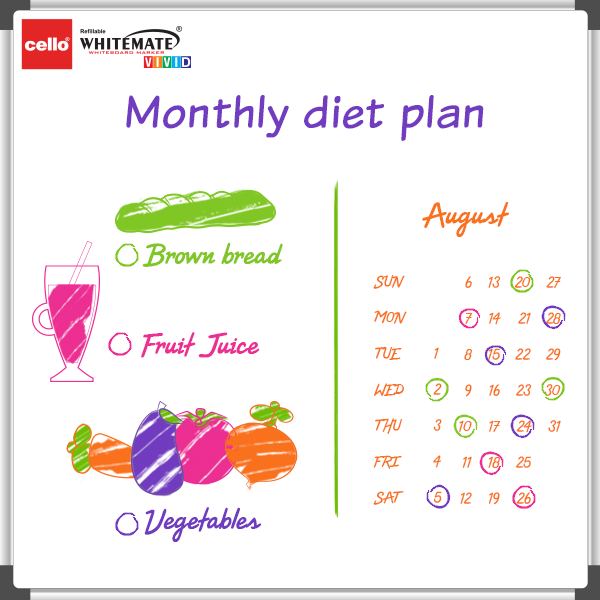 cello®
Refillable
WHITEMATE®
WHITEBOARD MARKER
VIVID
Monthly diet plan
Brown bread
Fruit Juice
Vegetables
August
SUN 6 13 20 27
MON 7 14 21 28
TUE 1 8 15 22 29
WED 2 9 16 23 30
THU 3 10 17 24 31
FRI 4 11 18 25
SAT 5 12 19 26